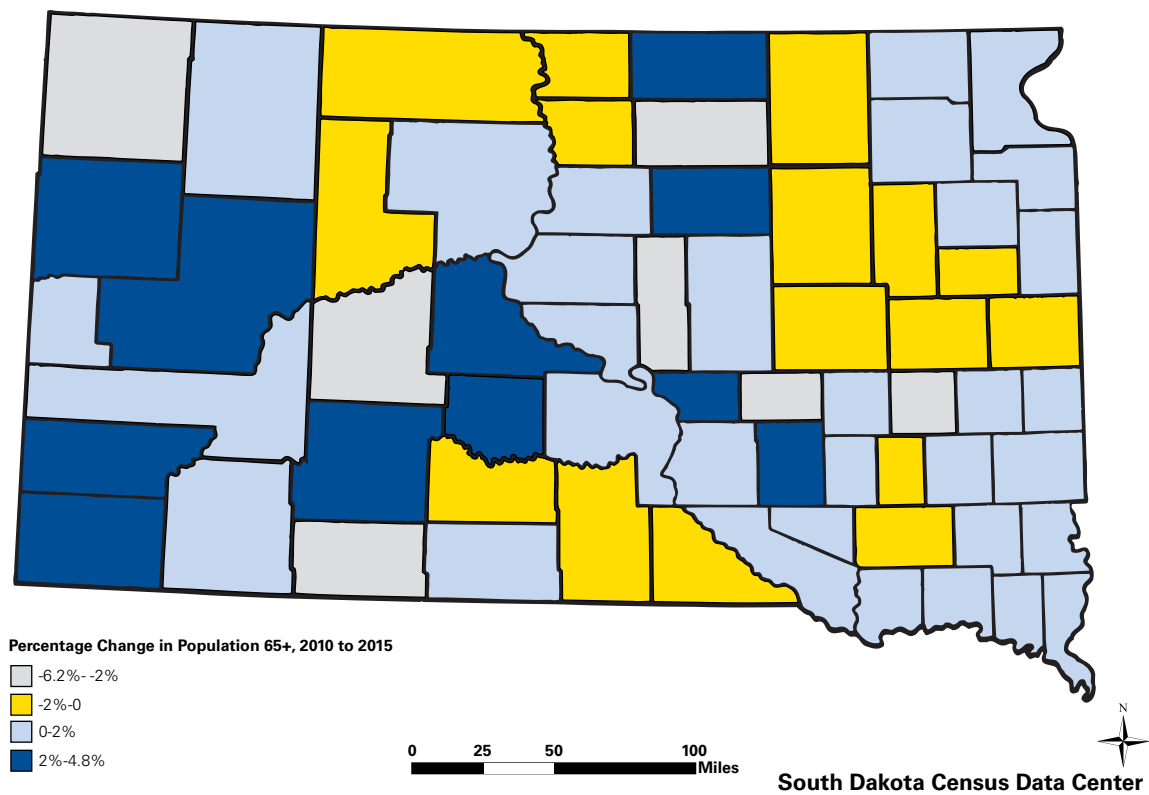 Percentage Change in Population 65+, 2010 to 2015
-6.2%- -2%
-2%-0
0-2%
2%-4.8%
0 25 50 100
Miles
N
South Dakota Census Data Center